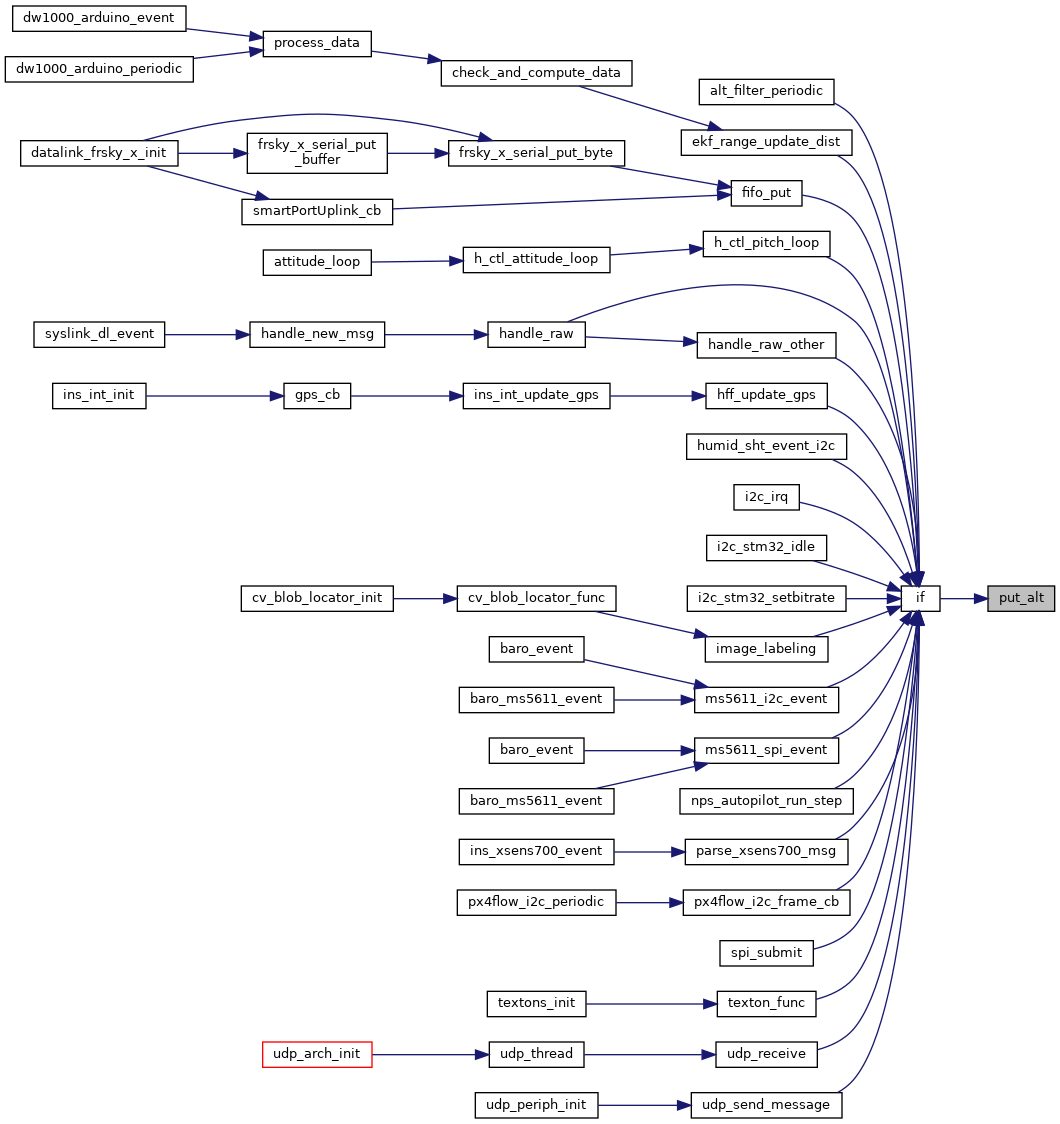 dw1000_arduino_event
process_data
dw1000_arduino_periodic
check_and_compute_data
alt_filter_periodic
ekf_range_update_dist
datalink_frsky_x_init
frsky_x_serial_put
_buffer
frsky_x_serial_put_byte
fifo_put
smartPortUplink_cb
attitude_loop
h_ctl_attitude_loop
h_ctl_pitch_loop
syslink_dl_event
handle_new_msg
handle_raw
handle_raw_other
ins_int_init
gps_cb
ins_int_update_gps
hff_update_gps
humid_sht_event_i2c
i2c_irq
i2c_stm32_idle
cv_blob_locator_init
cv_blob_locator_func
i2c_stm32_setbitrate
if
put_alt
image_labeling
baro_event
baro_ms5611_event
ms5611_i2c_event
baro_event
ms5611_spi_event
baro_ms5611_event
nps_autopilot_run_step
ins_xsens700_event
parse_xsens700_msg
px4flow_i2c_periodic
px4flow_i2c_frame_cb
spi_submit
textons_init
texton_func
udp_arch_init
udp_thread
udp_receive
udp_periph_init
udp_send_message